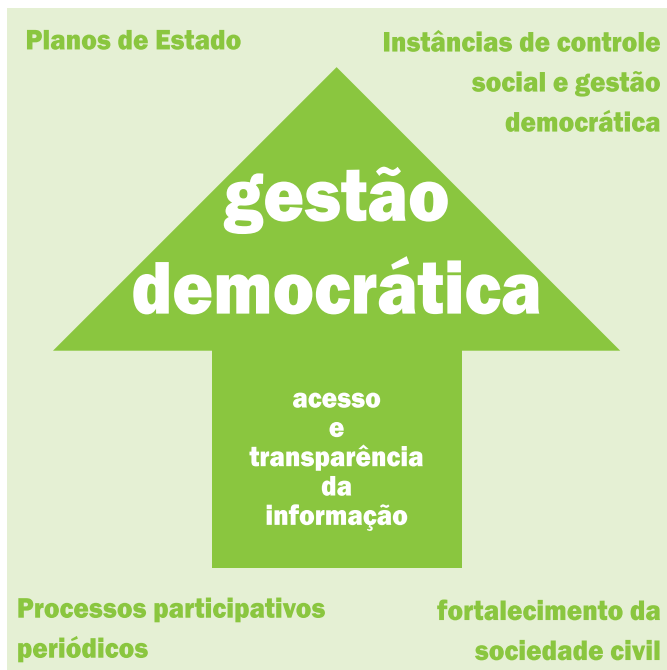 Planos de Estado
Instâncias de controle
social e gestão
democrática
gestão
democrática
acesso
e
transparência
da
informação
Processos participativos
periódicos
fortalecimento da
sociedade civil